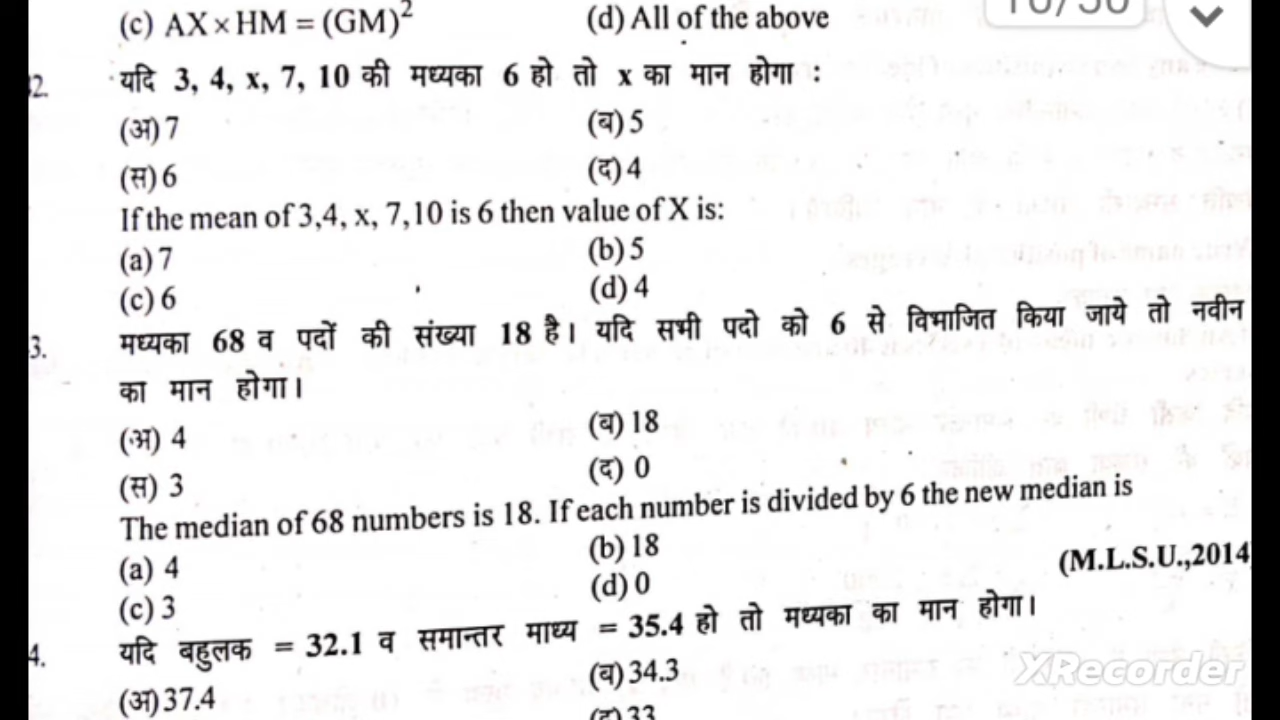 (c) AX×HM = (GM)²
(d) All of the above
2.
यदि 3, 4, x, 7, 10 की मध्यका 6 हो तो x का मान होगा :
(अ) 7
(ब) 5
(स) 6
(द) 4
If the mean of 3,4, x, 7,10 is 6 then value of X is:
(a) 7
(b) 5
(c) 6
(d) 4
3.
मध्यका 68 व पदों की संख्या 18 है। यदि सभी पदो को 6 से विभाजित किया जाये तो नवीन
का मान होगा।
(अ) 4
(ब) 18
(स) 3
(द) 0
The median of 68 numbers is 18. If each number is divided by 6 the new median is
(a) 4
(b) 18
(c) 3
(d) 0
(M.L.S.U.,2014
4.
यदि बहुलक = 32.1 व समान्तर माध्य = 35.4 हो तो मध्यका का मान होगा।
(अ) 37.4
(ब) 34.3
(द) 33
XRecorder